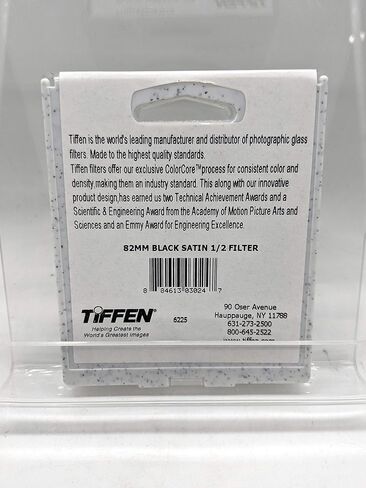 Tiffen is the world's leading manufacturer and distributor of photographic glass
filters. Made to the highest quality standards.
Tiffen filters offer our exclusive ColorCore™process for consistent color and
density,making them an industry standard. This along with our innovative
product design,has earned us two Technical Achievement Awards and a
Scientific & Engineering Award from the Academy of Motion Picture Arts and
Sciences and an Emmy Award for Engineering Excellence.
82MM BLACK SATIN 1/2 FILTER
8 84613 03024 7
TIFFEN®
Helping Create the
World's Greatest Images
6225
90 Oser Avenue
Hauppauge, NY 11788
631-273-2500
800-645-2522
www.tiffen.com